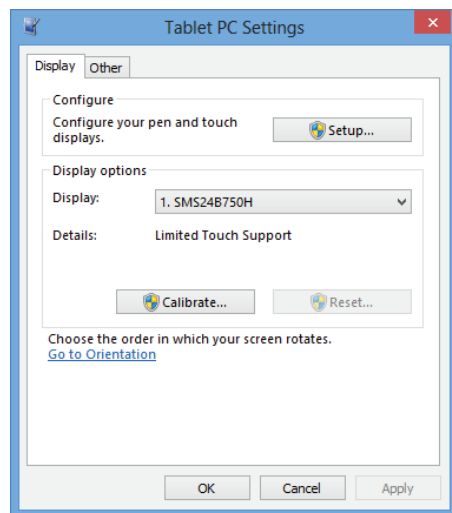 Tablet PC Settings
Display Other
Configure
Configure your pen and touch
displays.
Setup...
Display options
Display: 1. SMS24B750H
Details: Limited Touch Support
Calibrate... Reset...
Choose the order in which your screen rotates.
Go to Orientation
OK Cancel Apply